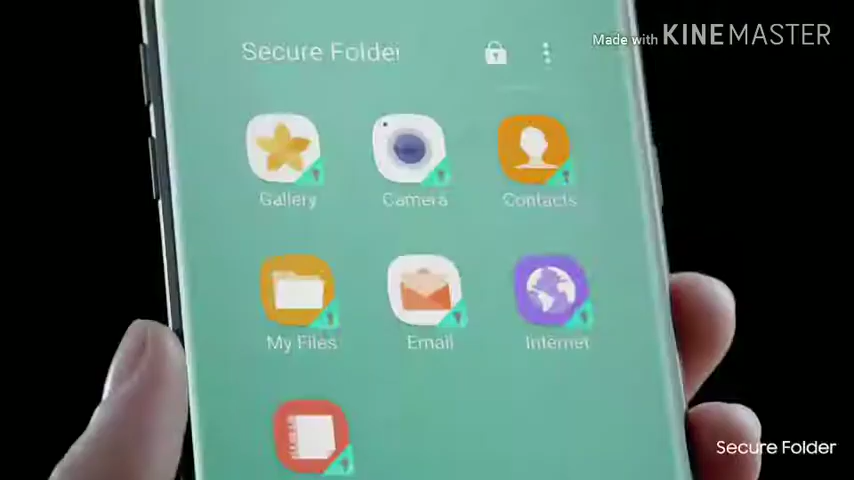 Made with KINEMASTER
Secure Folder
Gallery
Camera
Contacts
My Files
Email
Internet
Secure Folder